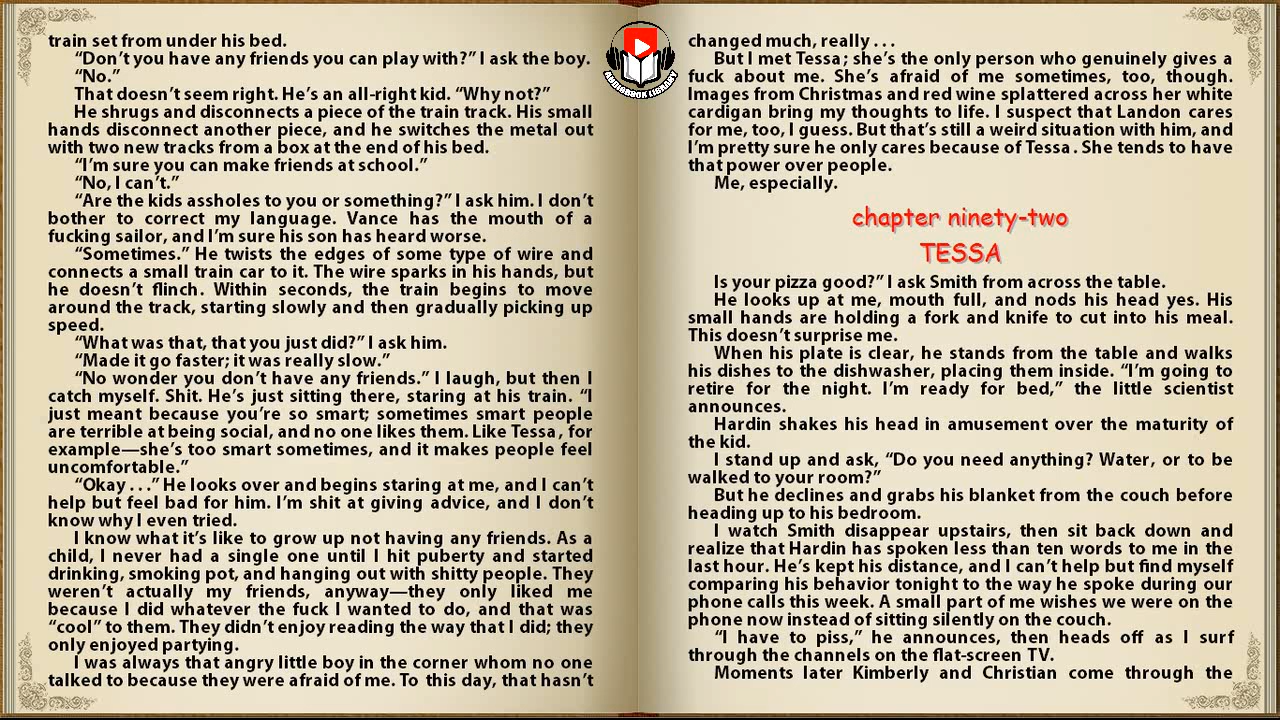 train set from under his bed.
“Don’t you have any friends you can play with?” I ask the boy.
“No.”
That doesn’t seem right. He’s an all-right kid. “Why not?”
He shrugs and disconnects a piece of the train track. His small
hands disconnect another piece, and he switches the metal out
with two new tracks from a box at the end of his bed.
“I’m sure you can make friends at school.”
“No, I can’t.”
“Are the kids assholes to you or something?” I ask him. I don’t
bother to correct my language. Vance has the mouth of a
fucking sailor, and I’m sure his son has heard worse.
“Sometimes.” He twists the edges of some type of wire and
connects a small train car to it. The wire sparks in his hands, but
he doesn’t flinch. Within seconds, the train begins to move
around the track, starting slowly and then gradually picking up
speed.
“What was that, that you just did?” I ask him.
“Made it go faster; it was really slow.”
“No wonder you don’t have any friends.” I laugh, but then I
catch myself. Shit. He’s just sitting there, staring at his train. “I
just meant because you’re so smart; sometimes smart people
are terrible at being social, and no one likes them. Like Tessa, for
example—she’s too smart sometimes, and it makes people feel
uncomfortable.”
“Okay . . .” He looks over and begins staring at me, and I can’t
help but feel bad for him. I’m shit at giving advice, and I don’t
know why I even tried.
I know what it’s like to grow up not having any friends. As a
child, I never had a single one until I hit puberty and started
drinking, smoking pot, and hanging out with shitty people. They
weren’t actually my friends, anyway—they only liked me
because I did whatever the fuck I wanted to do, and that was
“cool” to them. They didn’t enjoy reading the way that I did; they
only enjoyed partying.
I was always that angry little boy in the corner whom no one
talked to because they were afraid of me. To this day, that hasn’t
AUDIOBOOK LIBRARY
changed much, really . . .
But I met Tessa; she’s the only person who genuinely gives a
fuck about me. She’s afraid of me sometimes, too, though.
Images from Christmas and red wine splattered across her white
cardigan bring my thoughts to life. I suspect that Landon cares
for me, too, I guess. But that’s still a weird situation with him, and
I’m pretty sure he only cares because of Tessa . She tends to have
that power over people.
Me, especially.
chapter ninety-two
TESSA
Is your pizza good?” I ask Smith from across the table.
He looks up at me, mouth full, and nods his head yes. His
small hands are holding a fork and knife to cut into his meal.
This doesn’t surprise me.
When his plate is clear, he stands from the table and walks
his dishes to the dishwasher, placing them inside. “I’m going to
retire for the night. I’m ready for bed,” the little scientist
announces.
Hardin shakes his head in amusement over the maturity of
the kid.
I stand up and ask, “Do you need anything? Water, or to be
walked to your room?”
But he declines and grabs his blanket from the couch before
heading up to his bedroom.
I watch Smith disappear upstairs, then sit back down and
realize that Hardin has spoken less than ten words to me in the
last hour. He’s kept his distance, and I can’t help but find myself
comparing his behavior tonight to the way he spoke during our
phone calls this week. A small part of me wishes we were on the
phone now instead of sitting silently on the couch.
“I have to piss,” he announces, then heads off as I surf
through the channels on the flat-screen TV.
Moments later Kimberly and Christian come through the